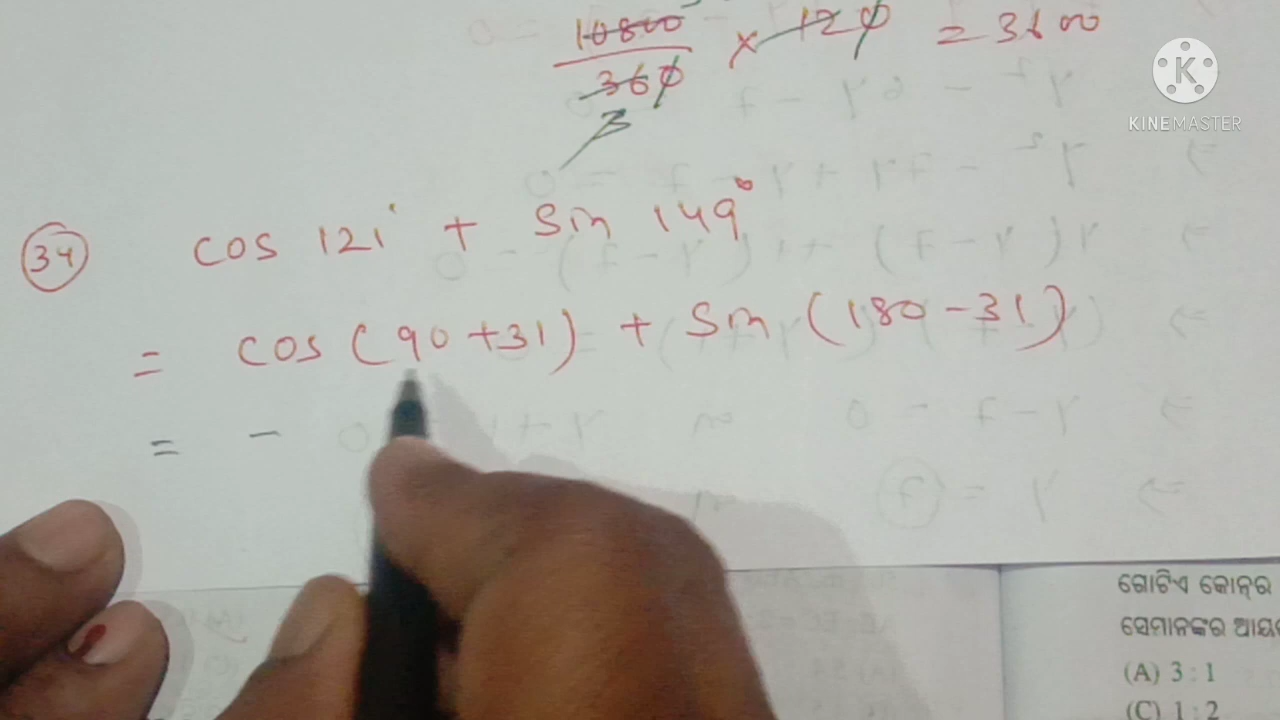 10800
× 120 = 3600
360
3
KINEMASTER
34 cos 121° + Sin 149°
= cos (90 + 31) + Sin (180 - 31)
= -
ଗୋଟିଏ କୋନ୍‌ର
ସେମାନଙ୍କର ଆୟ
(A) 3 : 1
(C) 1 : 2